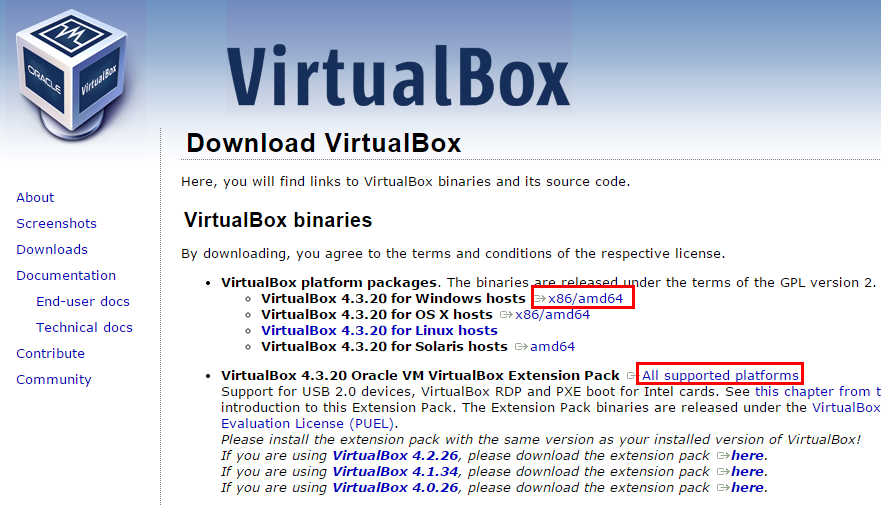 ORACLE
VirtualBox
VirtualBox
Download VirtualBox
Here, you will find links to VirtualBox binaries and its source code.
About
Screenshots
Downloads
Documentation
End-user docs
Technical docs
Contribute
Community
VirtualBox binaries
By downloading, you agree to the terms and conditions of the respective license.
VirtualBox platform packages. The binaries are released under the terms of the GPL version 2.
VirtualBox 4.3.20 for Windows hosts x86/amd64
VirtualBox 4.3.20 for OS X hosts x86/amd64
VirtualBox 4.3.20 for Linux hosts
VirtualBox 4.3.20 for Solaris hosts amd64
VirtualBox 4.3.20 Oracle VM VirtualBox Extension Pack All supported platforms
Support for USB 2.0 devices, VirtualBox RDP and PXE boot for Intel cards. See this chapter from t
introduction to this Extension Pack. The Extension Pack binaries are released under the VirtualBox
Evaluation License (PUEL).
Please install the extension pack with the same version as your installed version of VirtualBox!
If you are using VirtualBox 4.2.26, please download the extension pack here.
If you are using VirtualBox 4.1.34, please download the extension pack here.
If you are using VirtualBox 4.0.26, please download the extension pack here.